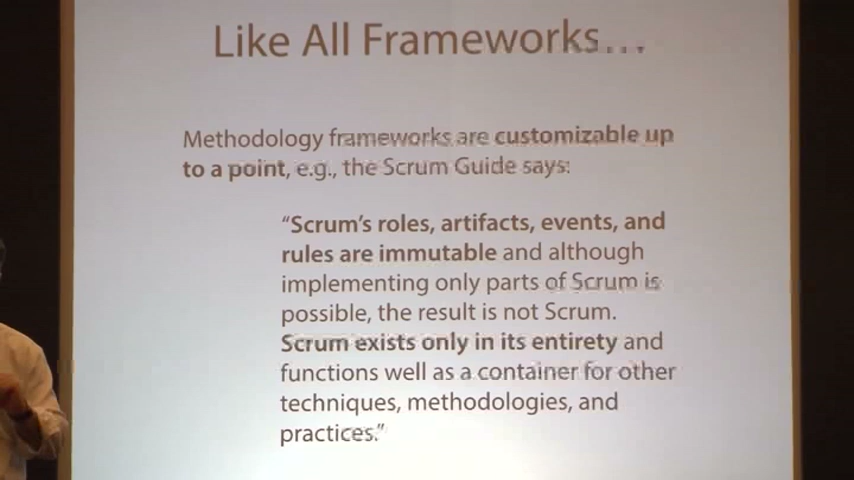 Like All Frameworks...
Methodology frameworks are customizable up
to a point, e.g., the Scrum Guide says:
“Scrum’s roles, artifacts, events, and
rules are immutable and although
implementing only parts of Scrum is
possible, the result is not Scrum.
Scrum exists only in its entirety and
functions well as a container for other
techniques, methodologies, and
practices.”